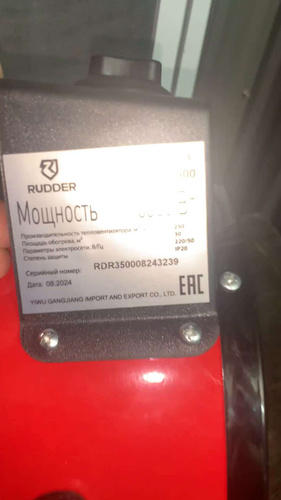 RUDDER
Мощность
Производительность тепловентилятора
Площадь обогрева, м² 50
Параметры электросети, В/Гц 220/50
Степень защиты IP20
Серийный номер: RDR350008243239
Дата: 08.2024
EAC
YIWU GANGJIANG IMPORT AND EXPORT CO., LTD.